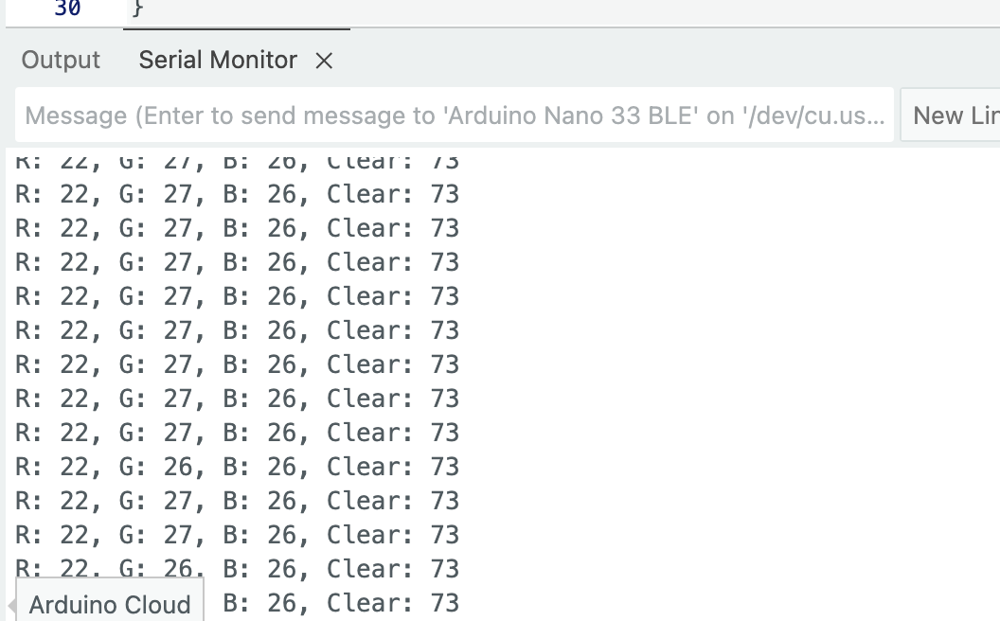 30 }
Output Serial Monitor
Message (Enter to send message to 'Arduino Nano 33 BLE' on '/dev/cu.us... New Lin
R: 22, G: 27, B: 26, Clear: 73
R: 22, G: 27, B: 26, Clear: 73
R: 22, G: 27, B: 26, Clear: 73
R: 22, G: 27, B: 26, Clear: 73
R: 22, G: 27, B: 26, Clear: 73
R: 22, G: 27, B: 26, Clear: 73
R: 22, G: 27, B: 26, Clear: 73
R: 22, G: 27, B: 26, Clear: 73
R: 22, G: 27, B: 26, Clear: 73
R: 22, G: 26, B: 26, Clear: 73
R: 22, G: 27, B: 26, Clear: 73
R: 22, G: 27, B: 26, Clear: 73
R: 22, G: 26, B: 26, Clear: 73
Arduino Cloud B: 26, Clear: 73